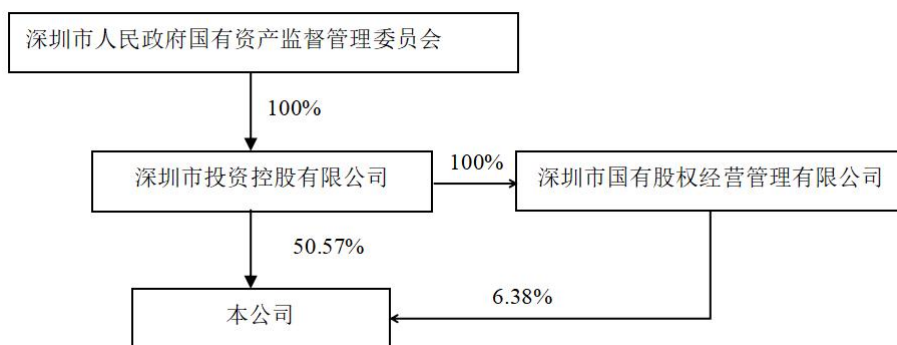 深圳市人民政府国有资产监督管理委员会
100%
深圳市投资控股有限公司
100%
深圳市国有股权经营管理有限公司
50.57%
6.38%
本公司